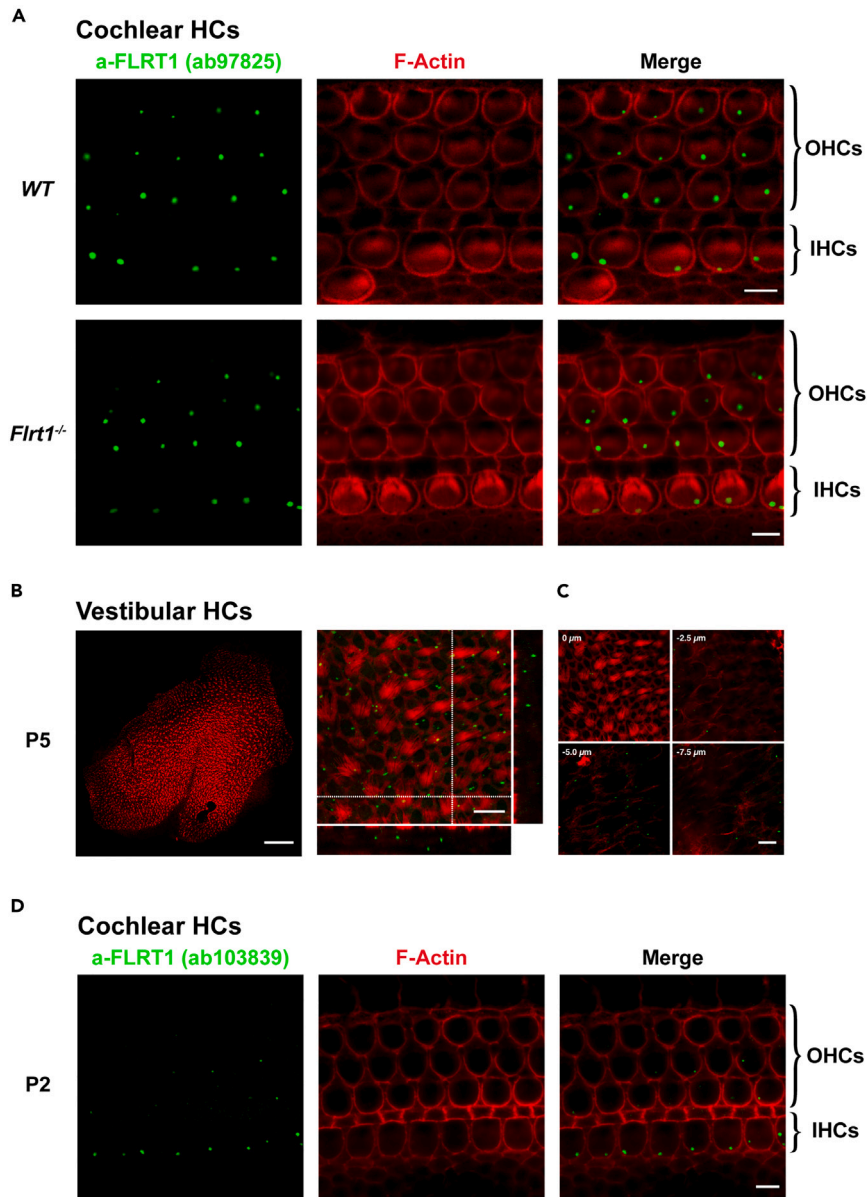 A
Cochlear HCs
a-FLRT1 (ab97825)
F-Actin
Merge
WT
OHCs
IHCs
Flrt1-/-
OHCs
IHCs
B
Vestibular HCs
C
P5
0 µm
-2.5 µm
-5.0 µm
-7.5 µm
D
Cochlear HCs
a-FLRT1 (ab103839)
F-Actin
Merge
P2
OHCs
IHCs